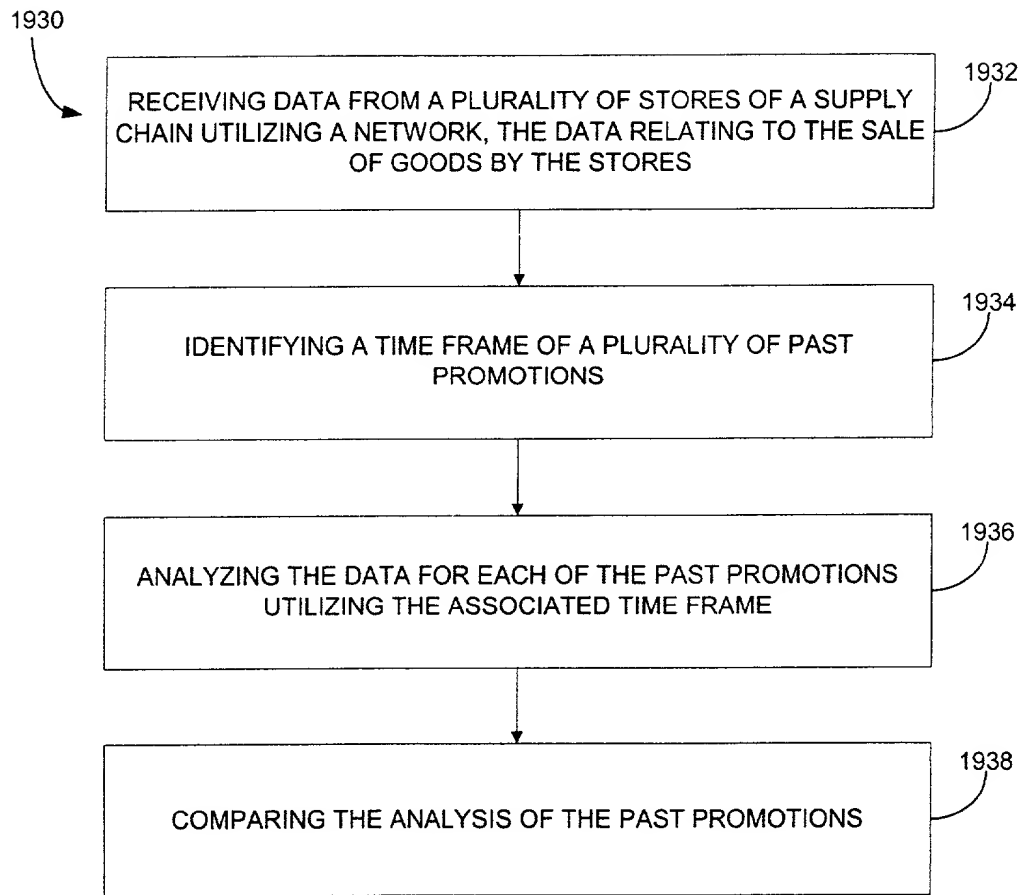 1930
1932
RECEIVING DATA FROM A PLURALITY OF STORES OF A SUPPLY
CHAIN UTILIZING A NETWORK, THE DATA RELATING TO THE SALE
OF GOODS BY THE STORES
1934
IDENTIFYING A TIME FRAME OF A PLURALITY OF PAST
PROMOTIONS
1936
ANALYZING THE DATA FOR EACH OF THE PAST PROMOTIONS
UTILIZING THE ASSOCIATED TIME FRAME
1938
COMPARING THE ANALYSIS OF THE PAST PROMOTIONS